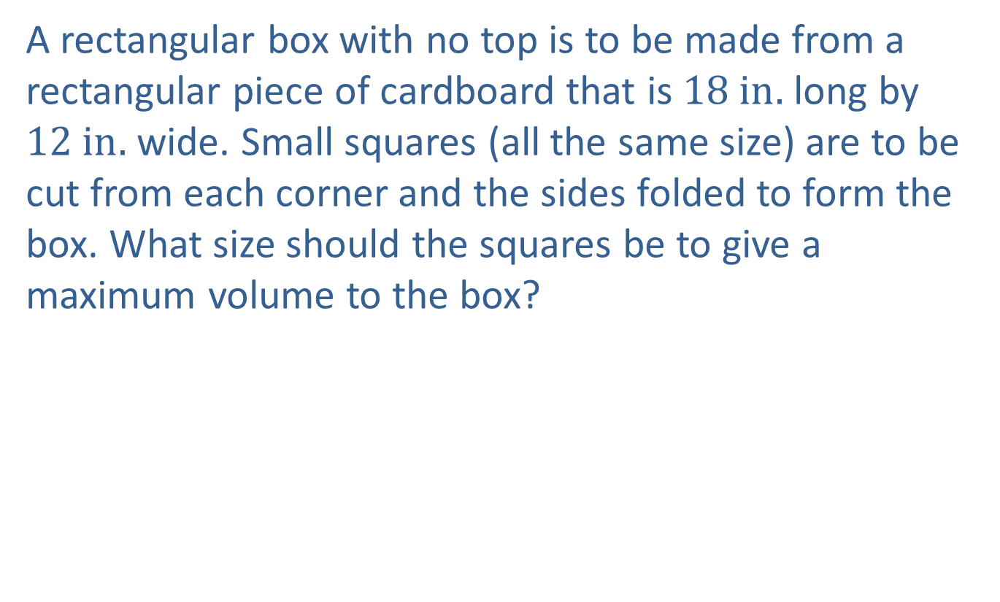 A rectangular box with no top is to be made from a
rectangular piece of cardboard that is 18 in. long by
12 in. wide. Small squares (all the same size) are to be
cut from each corner and the sides folded to form the
box. What size should the squares be to give a
maximum volume to the box?